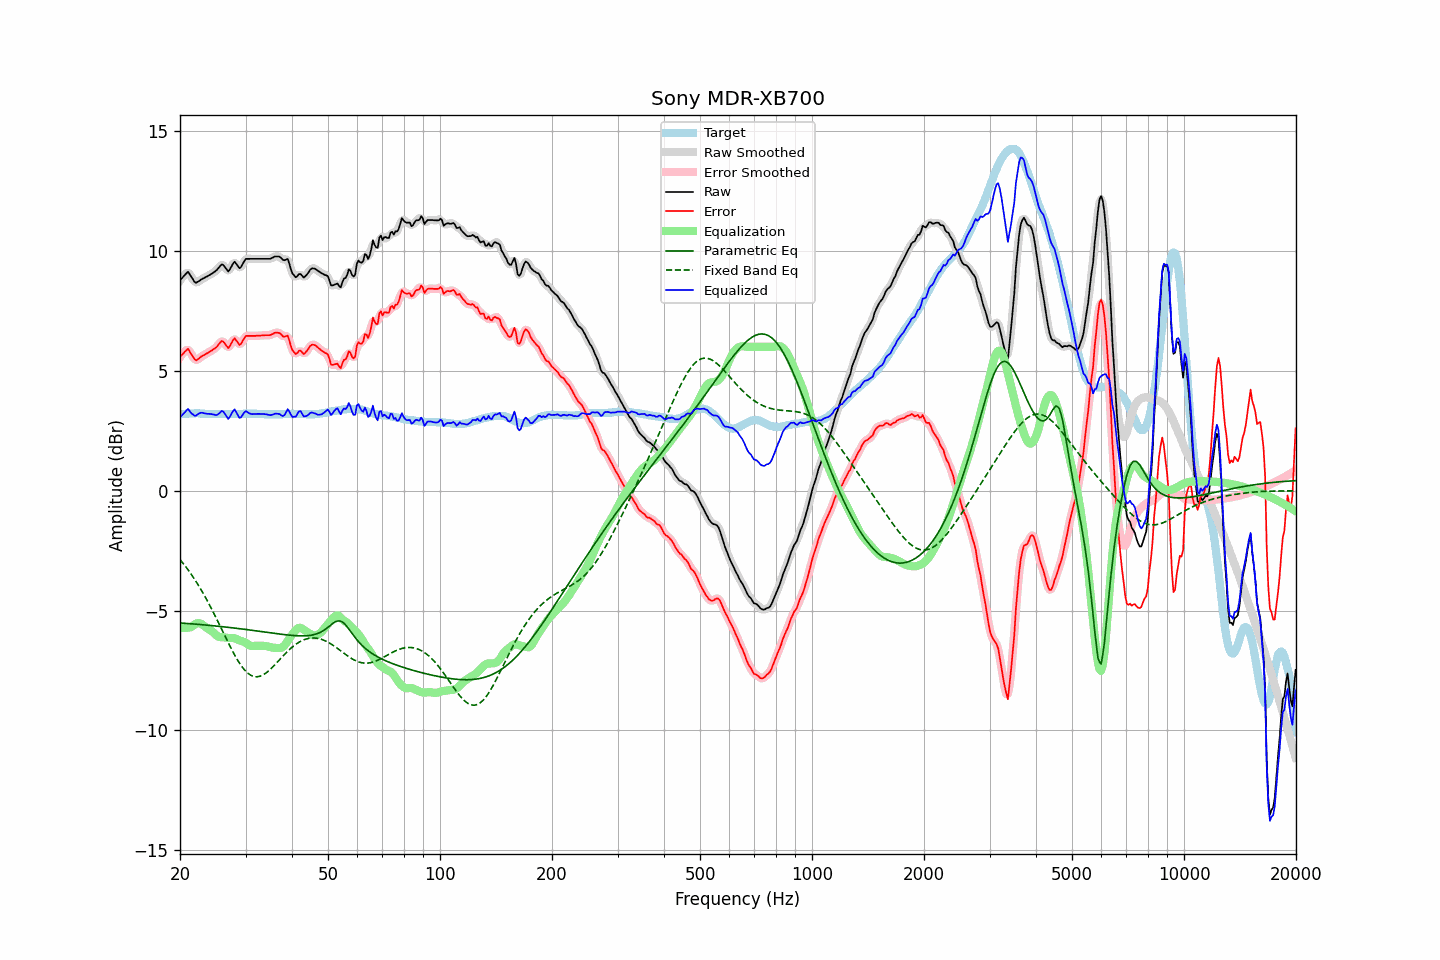 Sony MDR-XB700
Target
Raw Smoothed
Error Smoothed
Raw
Error
Equalization
Parametric Eq
Fixed Band Eq
Equalized
Amplitude (dBr)
15
10
5
0
−5
−10
−15
20 50 100 200 500 1000 2000 5000 10000 20000
Frequency (Hz)